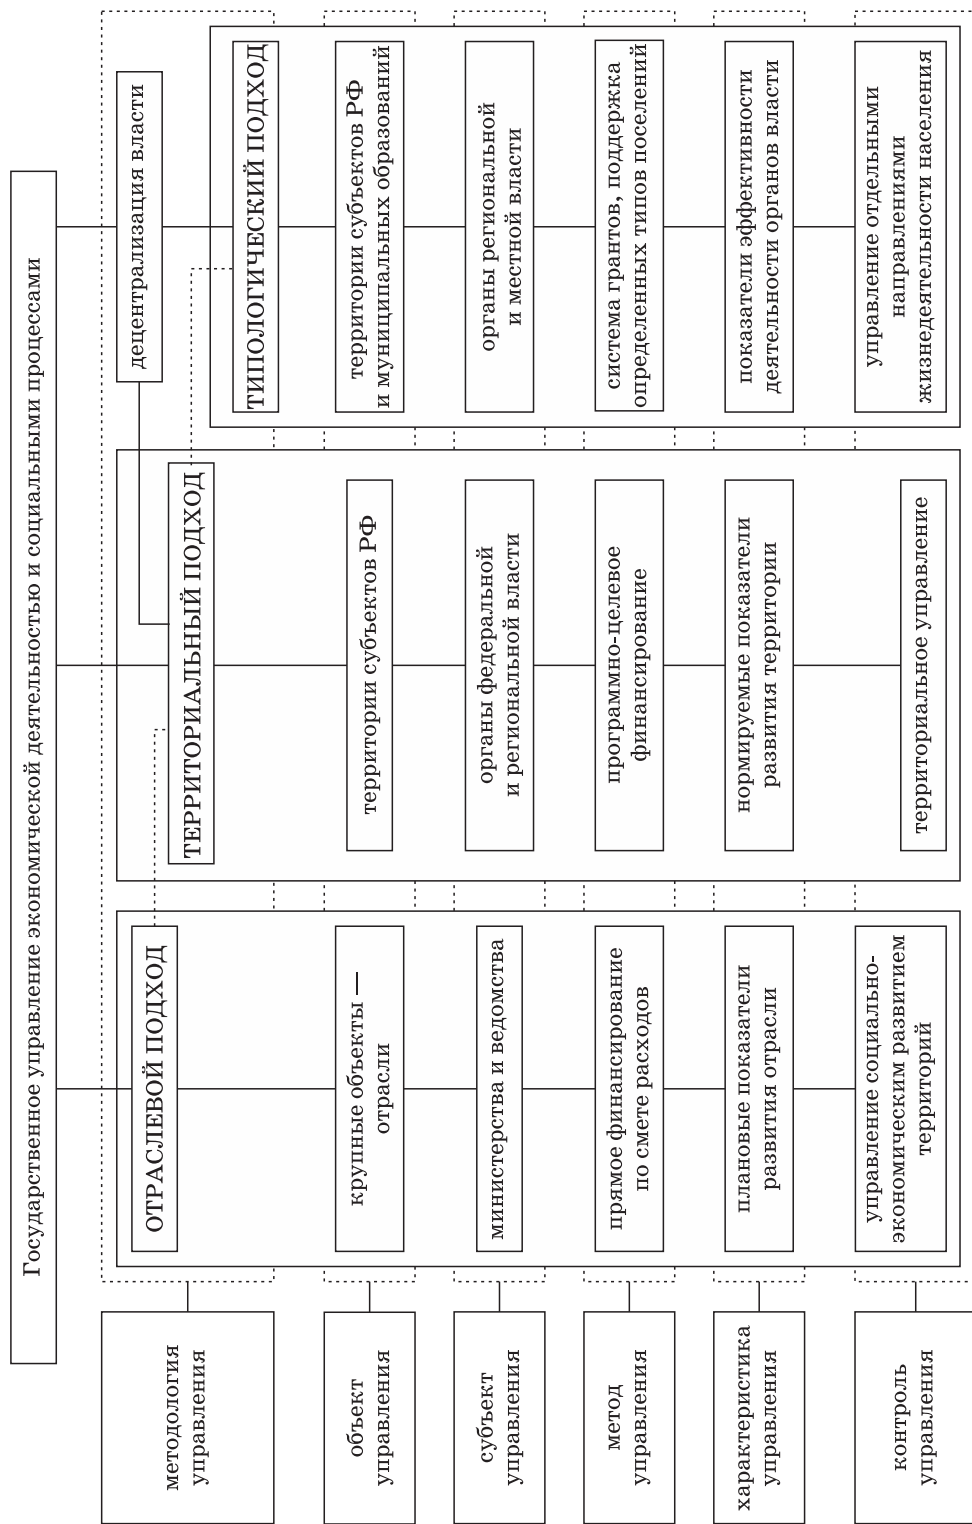 Государственное управление экономической деятельностью и социальными процессами
децентрализация власти
методология
управления
ОТРАСЛЕВОЙ ПОДХОД
ТЕРРИТОРИАЛЬНЫЙ ПОДХОД
ТИПОЛОГИЧЕСКИЙ ПОДХОД
объект
управления
крупные объекты —
отрасли
территории субъектов РФ
территории субъектов РФ
и муниципальных образований
субъект
управления
министерства и ведомства
органы федеральной
и региональной власти
органы региональной
и местной власти
метод
управления
прямое финансирование
по смете расходов
программно-целевое
финансирование
система грантов, поддержка
определенных типов поселений
характеристика
управления
плановые показатели
развития отрасли
нормируемые показатели
развития территории
показатели эффективности
деятельности органов власти
контроль
управления
управление социально-
экономическим развитием
территорий
территориальное управление
управление отдельными
направлениями
жизнедеятельности населения